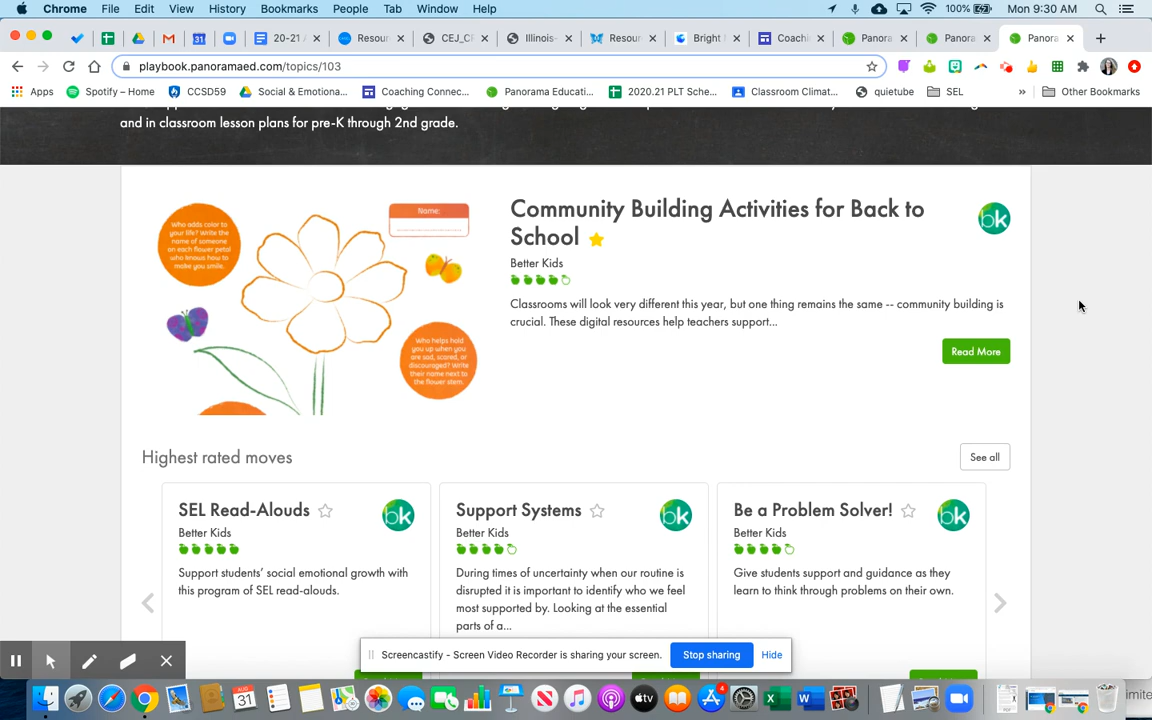 Chrome File Edit View History Bookmarks People Tab Window Help 100% Mon 9:30 AM
20-21 Resour CEJ_C Illinois- Resour Bright Coachi Panora Panora Panora
playbook.panoramaed.com/topics/103
Apps Spotify – Home CCSD59 Social & Emotiona... Coaching Connec... Panorama Educati... 2020.21 PLT Sche... Classroom Climat... quietube SEL » Other Bookmarks
and in classroom lesson plans for pre-K through 2nd grade.
Who adds color to
your life? Write the
name of someone
on each flower petal
who knows how to
make you smile.
Name:
Who helps hold
you up when you
are sad, scared, or
discouraged? Write
their name next to
the flower stem.
Community Building Activities for Back to
School
bk
Better Kids
Classrooms will look very different this year, but one thing remains the same -- community building is
crucial. These digital resources help teachers support...
Read More
Highest rated moves
See all
SEL Read-Alouds
bk
Better Kids
Support students’ social emotional growth with
this program of SEL read-alouds.
Support Systems
bk
Better Kids
During times of uncertainty when our routine is
disrupted it is important to identify who we feel
most supported by. Looking at the essential
parts of a...
Be a Problem Solver!
bk
Better Kids
Give students support and guidance as they
learn to think through problems on their own.
Screencastify - Screen Video Recorder is sharing your screen. Stop sharing Hide
AUG
31
4
tv